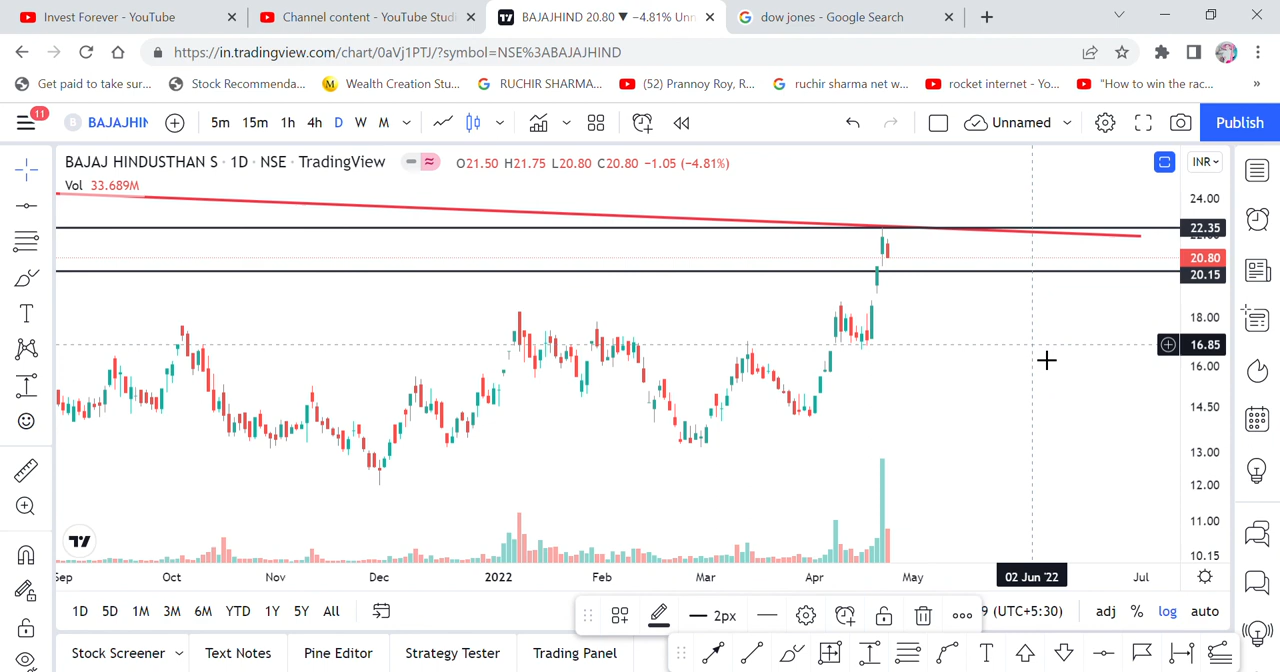 Invest Forever - YouTube
Channel content - YouTube Studi
BAJAJHIND 20.80 ▼ −4.81% Unn
dow jones - Google Search
https://in.tradingview.com/chart/0aVj1PTJ/?symbol=NSE%3ABAJAJHIND
Get paid to take sur...
Stock Recommenda...
Wealth Creation Stu...
RUCHIR SHARMA...
(52) Prannoy Roy, R...
ruchir sharma net w...
rocket internet - Yo...
"How to win the rac...
»
11
B BAJAJHIN
5m 15m 1h 4h D W M
Unnamed
Publish
BAJAJ HINDUSTHAN S · 1D · NSE · TradingView
O21.50 H21.75 L20.80 C20.80 −1.05 (−4.81%)
INR
Vol 33.689M
24.00
22.35
20.80
20.15
18.00
16.85
16.00
14.50
13.00
12.00
11.00
10.15
Sep Oct Nov Dec 2022 Feb Mar Apr May 02 Jun '22 Jul
1D 5D 1M 3M 6M YTD 1Y 5Y All
2px
9 (UTC+5:30)
adj % log auto
Stock Screener
Text Notes
Pine Editor
Strategy Tester
Trading Panel